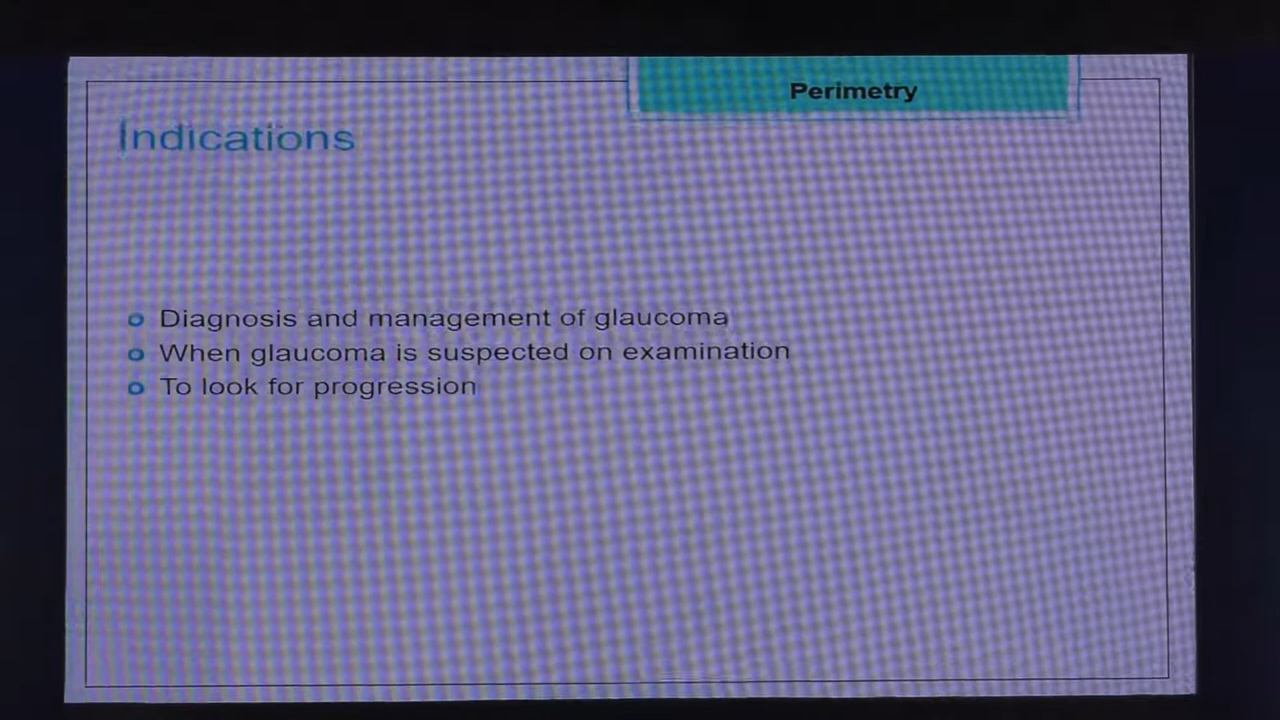 Perimetry
Indications
Diagnosis and management of glaucoma
When glaucoma is suspected on examination
To look for progression